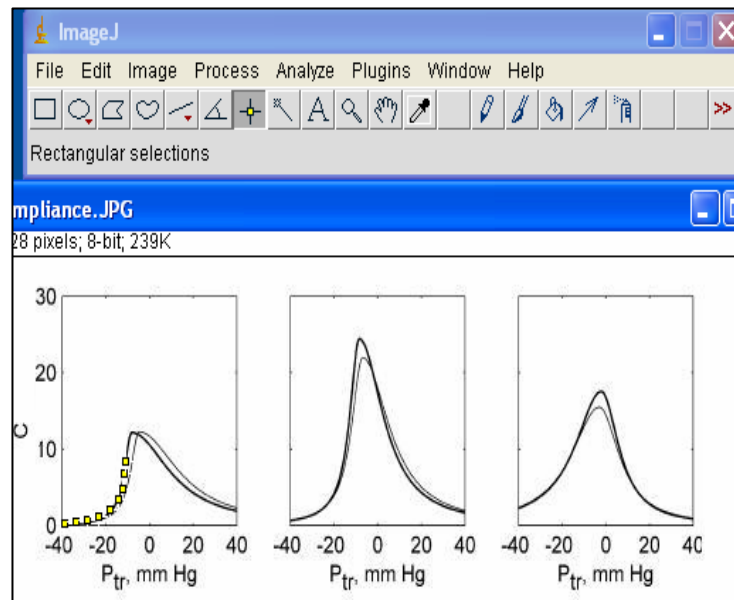 ImageJ
File Edit Image Process Analyze Plugins Window Help
A >>
Rectangular selections
mpliance.JPG
28 pixels; 8-bit; 239K
30
20
10
0
C
-40 -20 0 20 40
-40 -20 0 20 40
-40 -20 0 20 40
Ptr, mm Hg
Ptr, mm Hg
Ptr, mm Hg